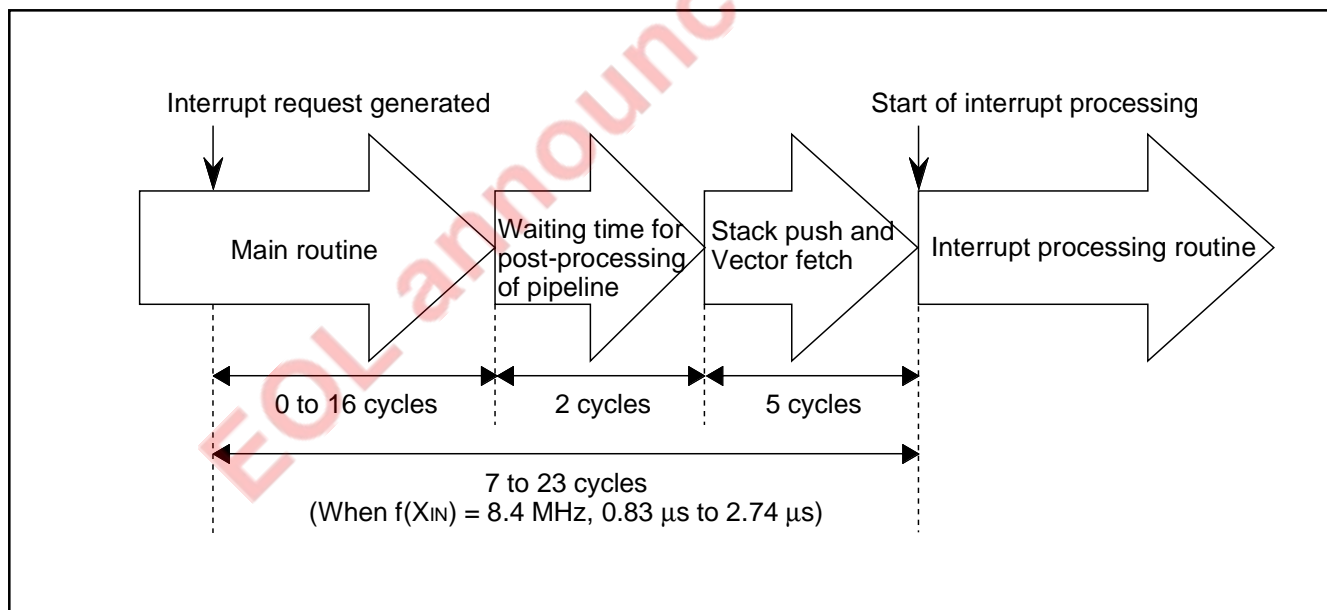 EOL announc
Interrupt request generated
Start of interrupt processing
Main routine
Waiting time for
post-processing
of pipeline
Stack push and
Vector fetch
Interrupt processing routine
0 to 16 cycles
2 cycles
5 cycles
7 to 23 cycles
(When f(XIN) = 8.4 MHz, 0.83 μs to 2.74 μs)